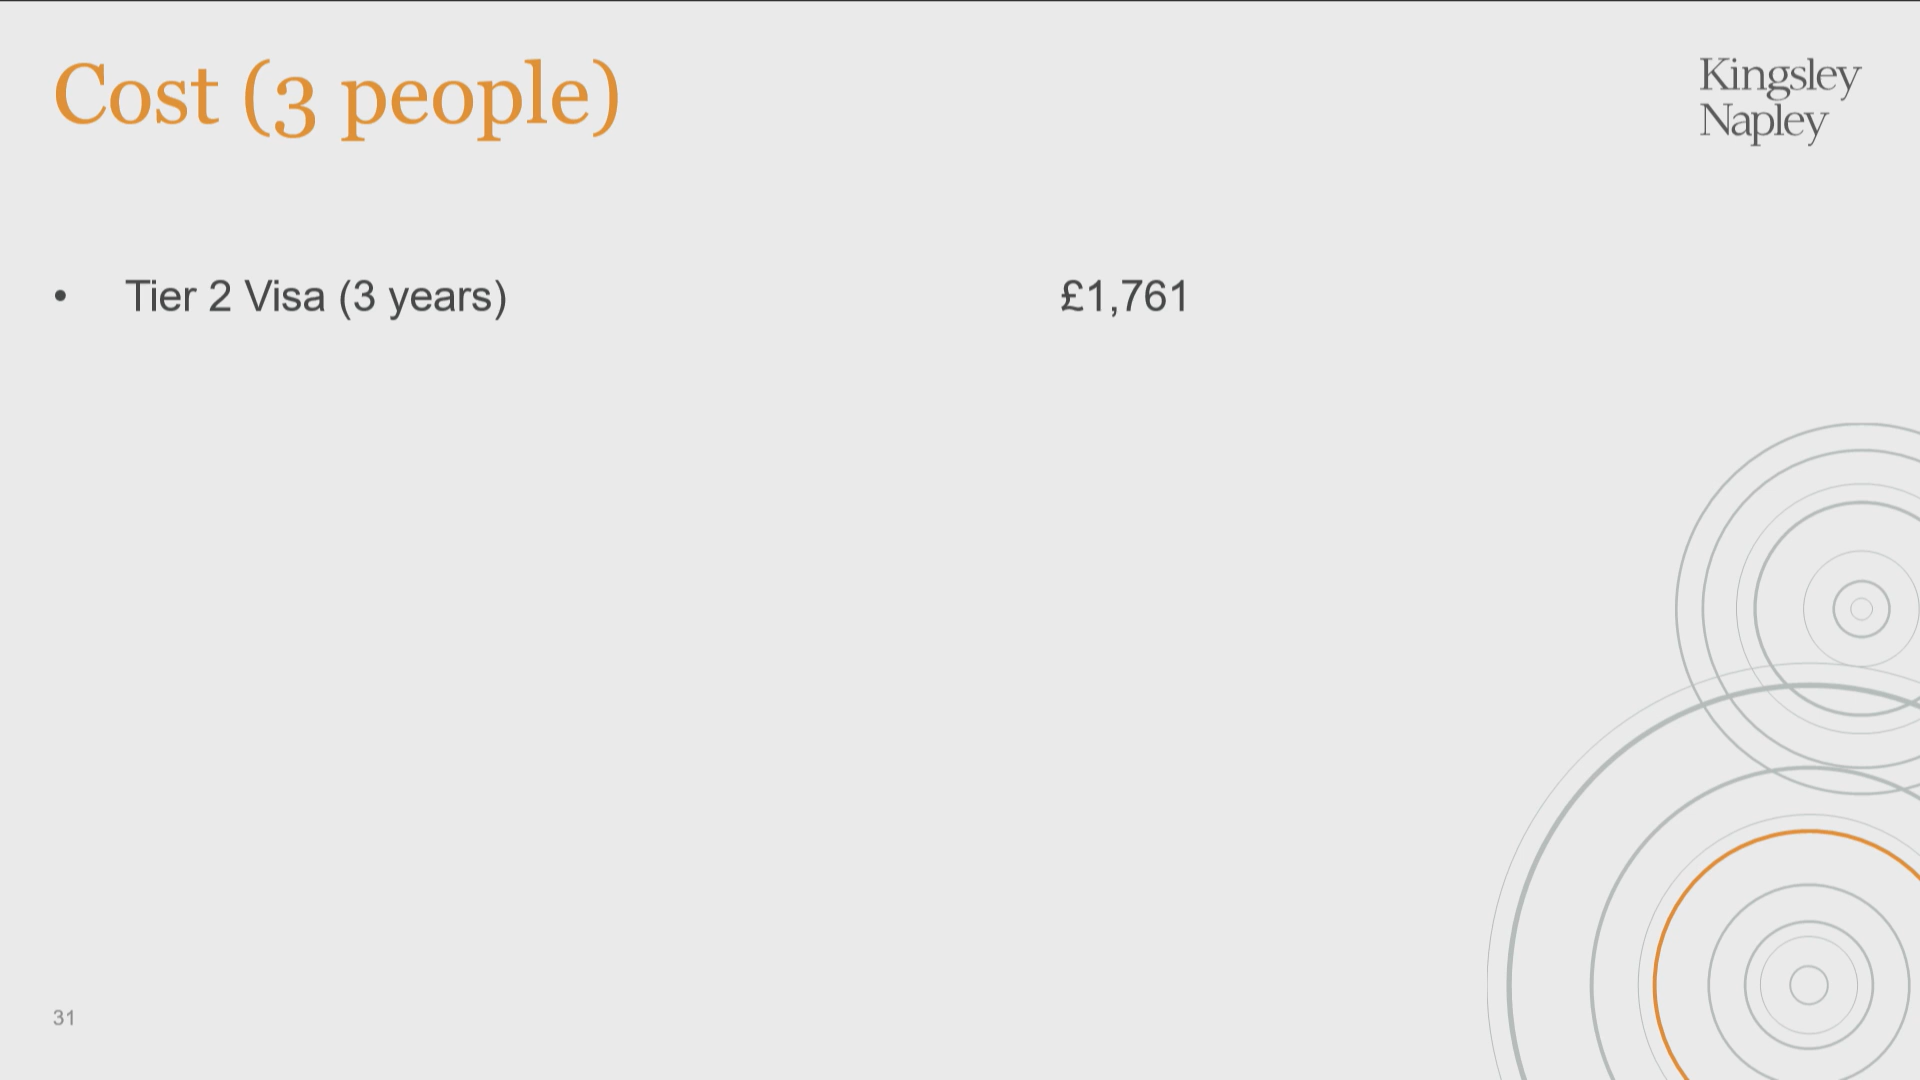 Cost (3 people)
Kingsley
Napley
• Tier 2 Visa (3 years) £1,761
31